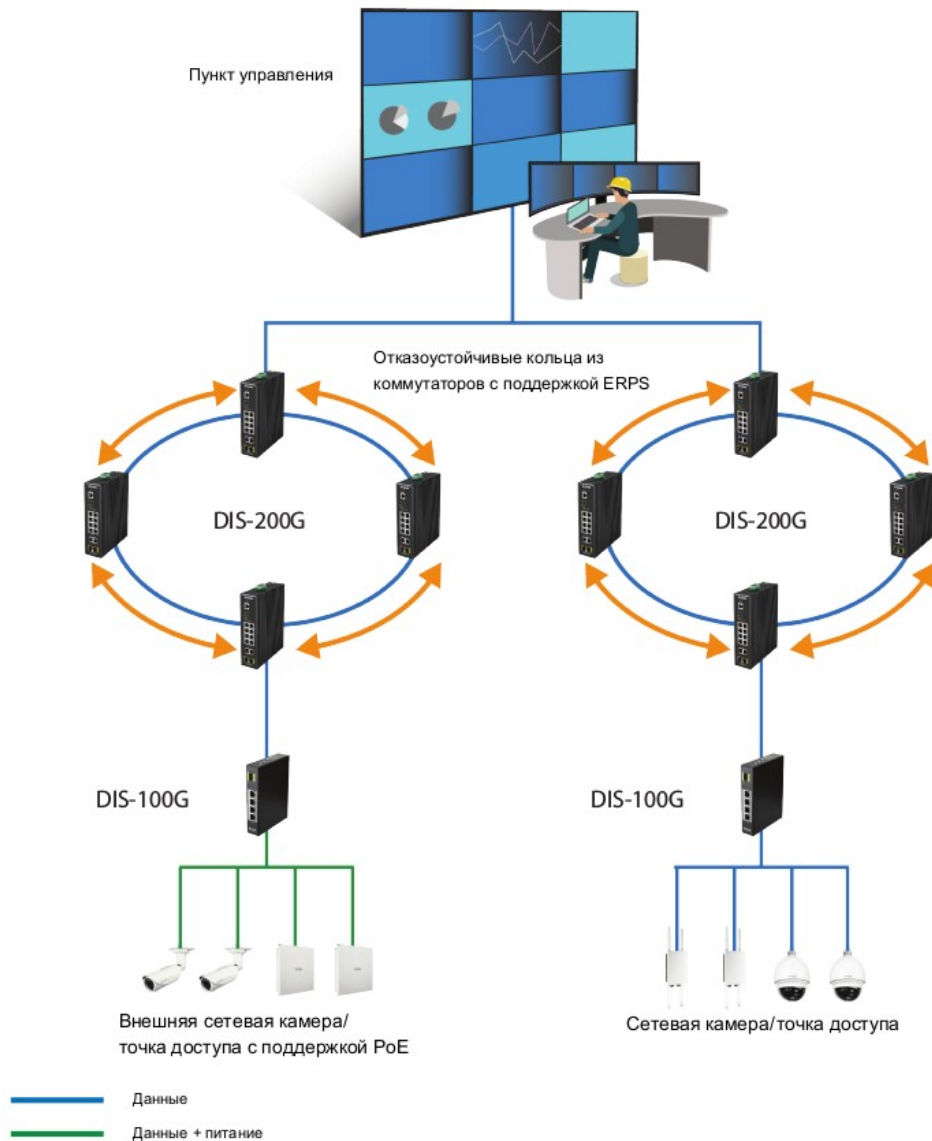 Пункт управления
Отказоустойчивые кольца из
коммутаторов с поддержкой ERPS
DIS-200G
DIS-200G
DIS-100G
DIS-100G
Внешняя сетевая камера/
точка доступа с поддержкой PoE
Сетевая камера/точка доступа
Данные
Данные + питание